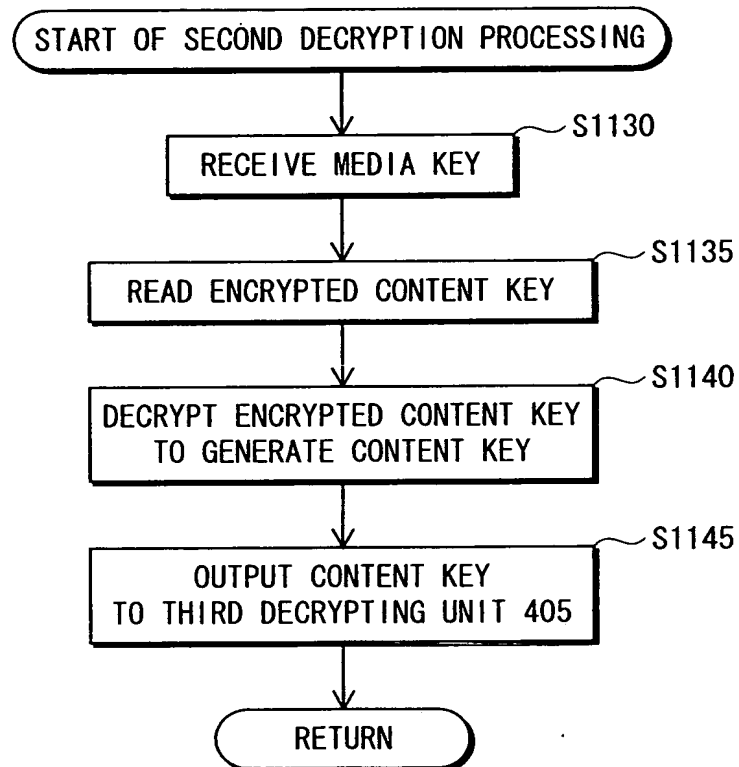 START OF SECOND DECRYPTION PROCESSING
S1130
RECEIVE MEDIA KEY
S1135
READ ENCRYPTED CONTENT KEY
S1140
DECRYPT ENCRYPTED CONTENT KEY
TO GENERATE CONTENT KEY
S1145
OUTPUT CONTENT KEY
TO THIRD DECRYPTING UNIT 405
RETURN